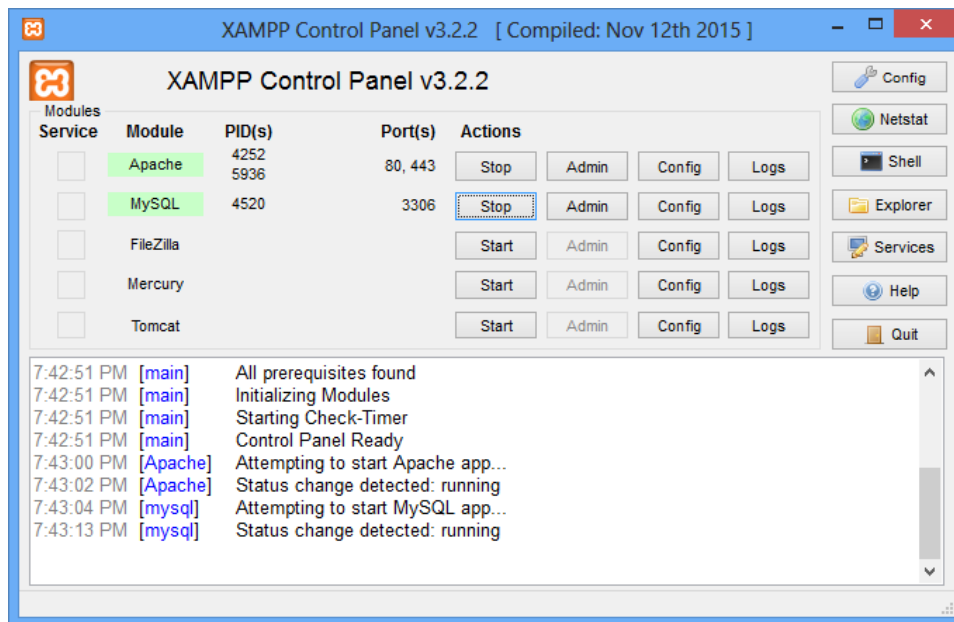 XAMPP Control Panel v3.2.2 [ Compiled: Nov 12th 2015 ]
XAMPP Control Panel v3.2.2
Config
Modules
Service Module PID(s) Port(s) Actions
Netstat
Apache 4252 5936 80, 443 Stop Admin Config Logs
Shell
MySQL 4520 3306 Stop Admin Config Logs
Explorer
FileZilla Start Admin Config Logs
Services
Mercury Start Admin Config Logs
Help
Tomcat Start Admin Config Logs
Quit
7:42:51 PM [main] All prerequisites found
7:42:51 PM [main] Initializing Modules
7:42:51 PM [main] Starting Check-Timer
7:42:51 PM [main] Control Panel Ready
7:43:00 PM [Apache] Attempting to start Apache app...
7:43:02 PM [Apache] Status change detected: running
7:43:04 PM [mysql] Attempting to start MySQL app...
7:43:13 PM [mysql] Status change detected: running